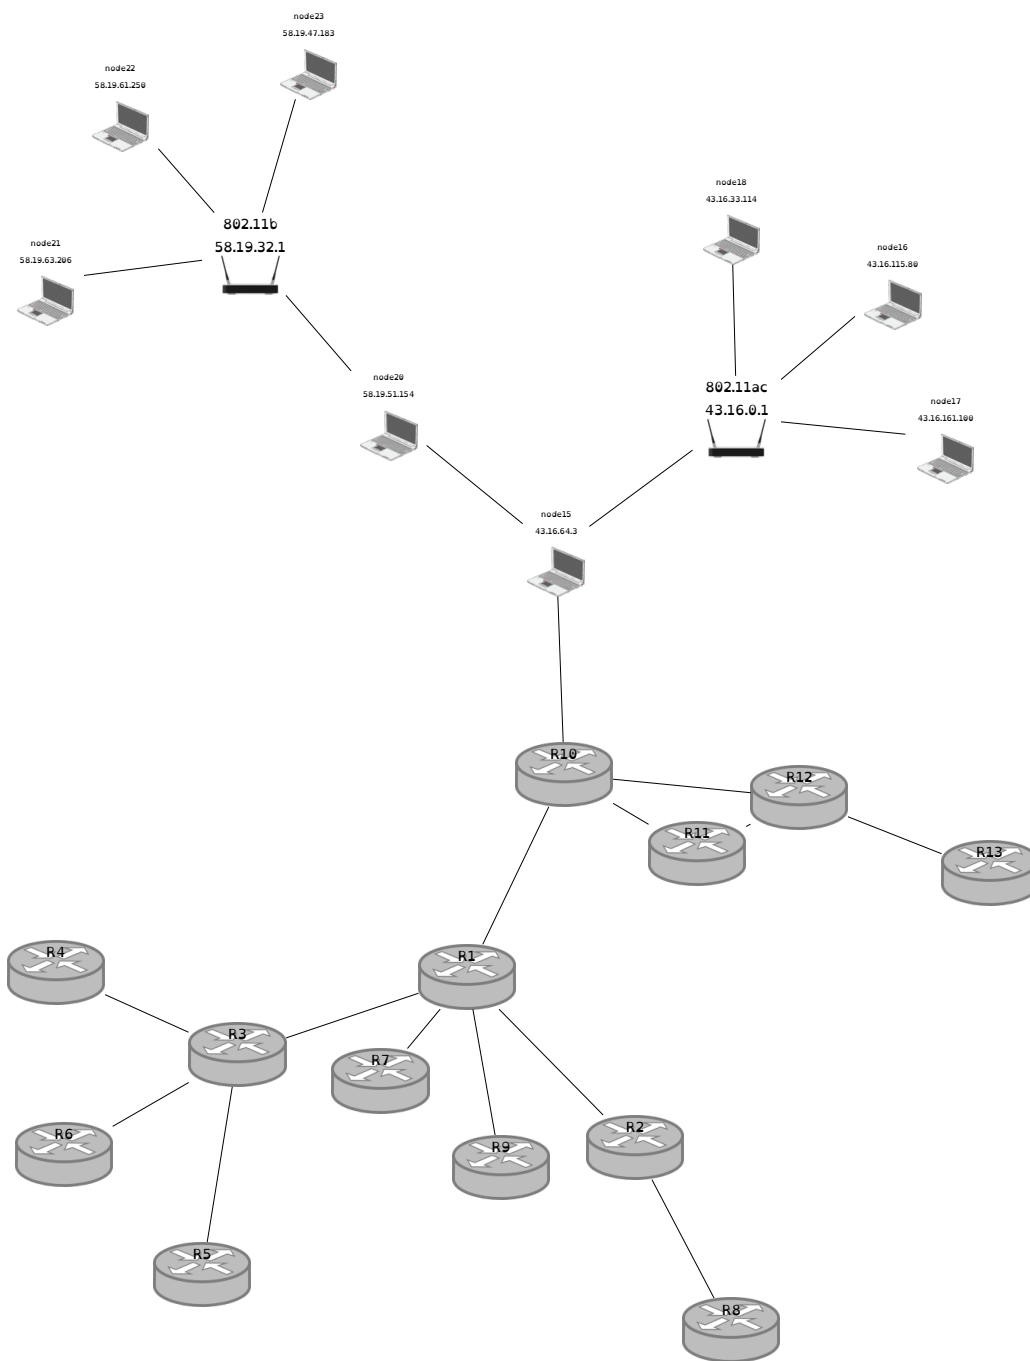 node23
58.19.47.183
node22
58.19.61.250
node18
43.16.33.114
802.11b
58.19.32.1
node21
58.19.63.206
node16
43.16.115.80
node20
58.19.51.154
802.11ac
43.16.0.1
node17
43.16.161.100
node15
43.16.64.3
R10
R12
R11
R13
R4
R1
R3
R7
R6
R9
R2
R5
R8